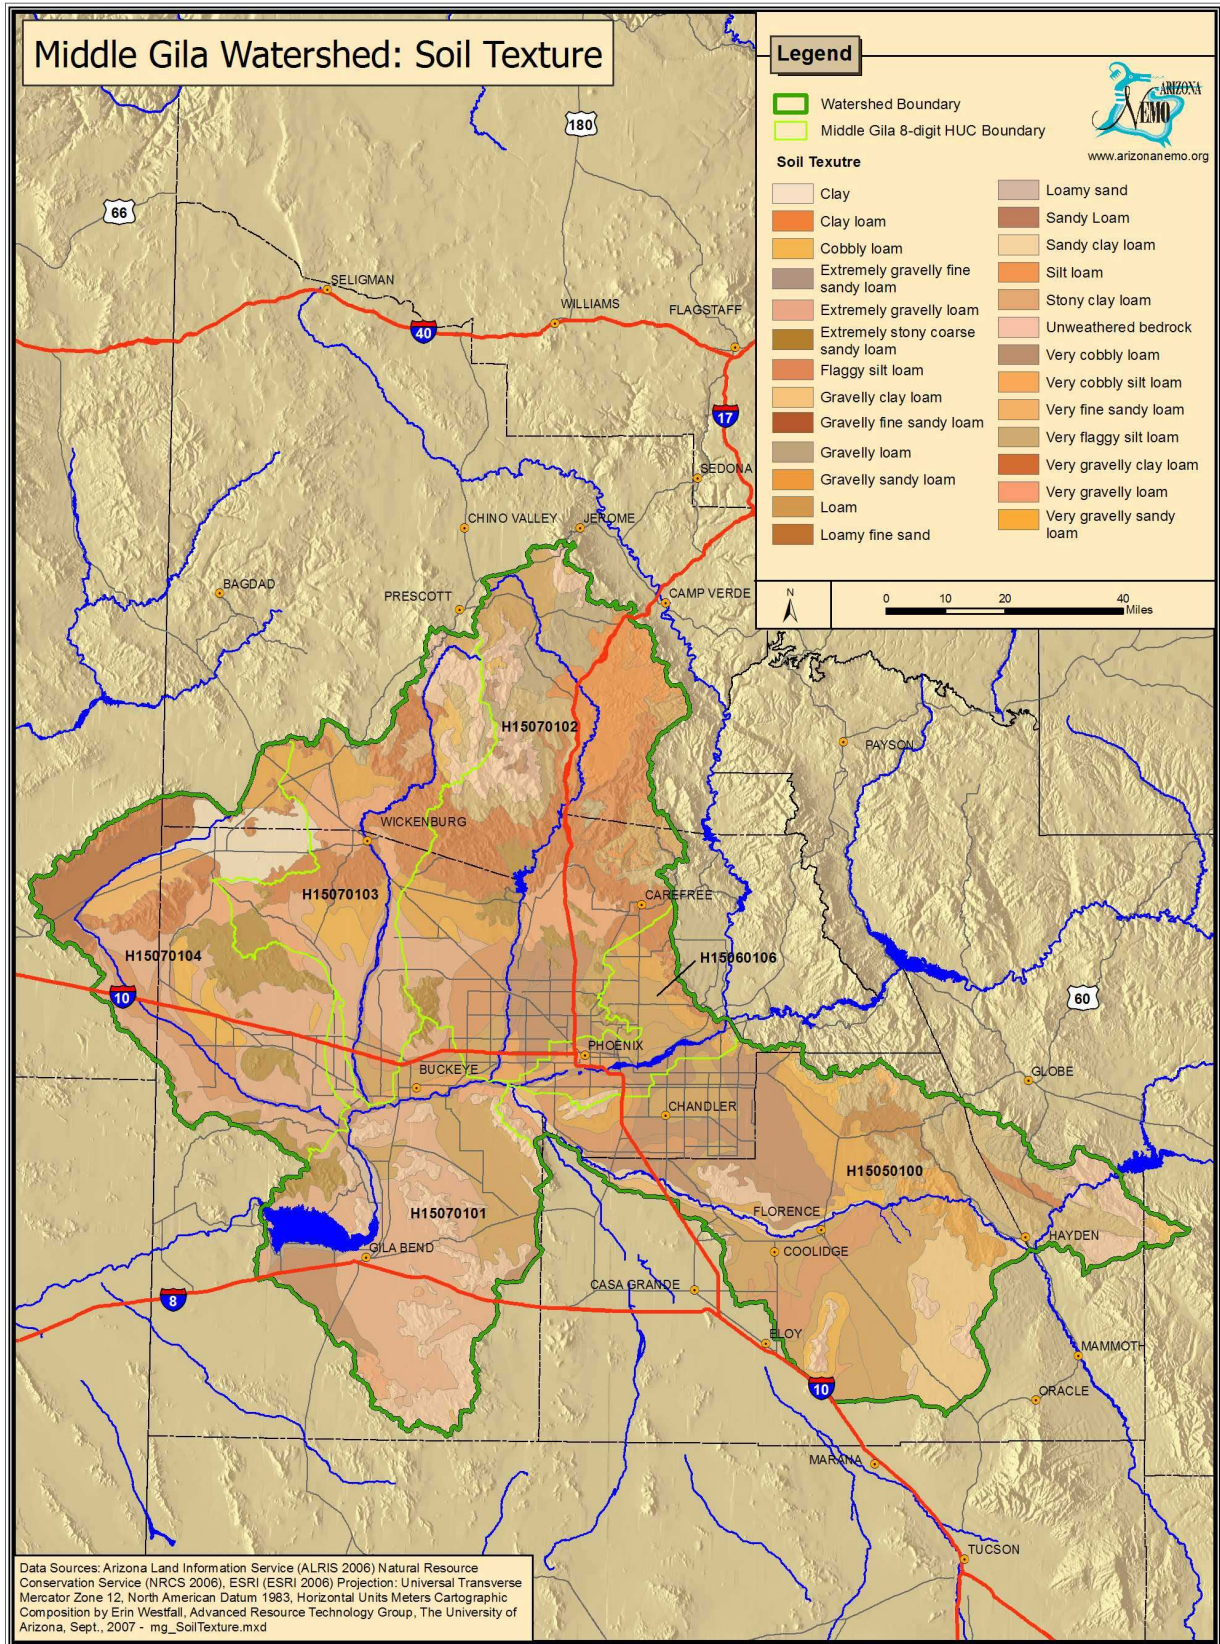 Middle Gila Watershed: Soil Texture
Legend
Watershed Boundary
Middle Gila 8-digit HUC Boundary
ARIZONA
NEMO
www.arizonanemo.org
Soil Texutre
Clay
Clay loam
Cobbly loam
Extremely gravelly fine
sandy loam
Extremely gravelly loam
Extremely stony coarse
sandy loam
Flaggy silt loam
Gravelly clay loam
Gravelly fine sandy loam
Gravelly loam
Gravelly sandy loam
Loam
Loamy fine sand
Loamy sand
Sandy Loam
Sandy clay loam
Silt loam
Stony clay loam
Unweathered bedrock
Very cobbly loam
Very cobbly silt loam
Very fine sandy loam
Very flaggy silt loam
Very gravelly clay loam
Very gravelly loam
Very gravelly sandy
loam
N
0 10 20 40
Miles
180
66
SELIGMAN
WILLIAMS
FLAGSTAFF
40
17
SEDONA
CHINO VALLEY
JEROME
BAGDAD
PRESCOTT
CAMP VERDE
H15070102
PAYSON
WICKENBURG
H15070103
CAREFREE
H15070104
H15060106
10
60
PHOENIX
BUCKEYE
GLOBE
CHANDLER
H15050100
H15070101
FLORENCE
HAYDEN
GILA BEND
COOLIDGE
CASA GRANDE
8
ELOY
MAMMOTH
10
ORACLE
MARANA
TUCSON
Data Sources: Arizona Land Information Service (ALRIS 2006) Natural Resource
Conservation Service (NRCS 2006), ESRI (ESRI 2006) Projection: Universal Transverse
Mercator Zone 12, North American Datum 1983, Horizontal Units Meters Cartographic
Composition by Erin Westfall, Advanced Resource Technology Group, The University of
Arizona, Sept., 2007 - mg_SoilTexture.mxd